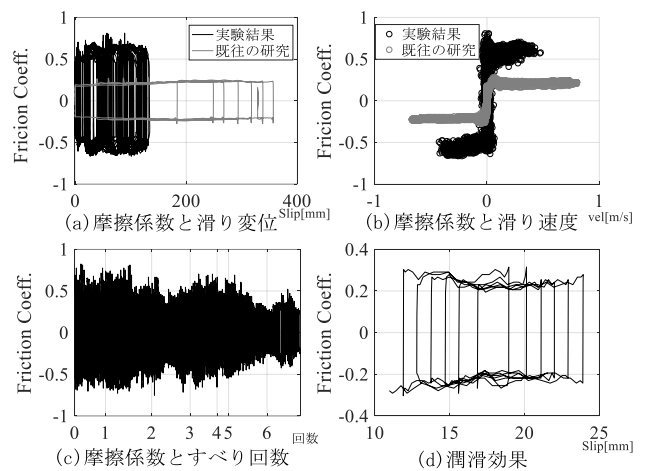 実験結果
既往の研究
Fricion Coeff.
1
0.5
0
-0.5
-1
0
200
400
Slip[mm]
(a)摩擦係数と滑り変位
実験結果
既往の研究
Friction Coeff.
1
0.5
0
-0.5
-1
-1
0
1
vel[m/s]
(b)摩擦係数と滑り速度
Friction Coeff.
1
0.5
0
-0.5
-1
0
1
2
3
4
5
6
回数
(c)摩擦係数とすべり回数
Friction Coeff.
0.4
0.2
0
-0.2
-0.4
10
15
20
25
Slip[mm]
(d)潤滑効果